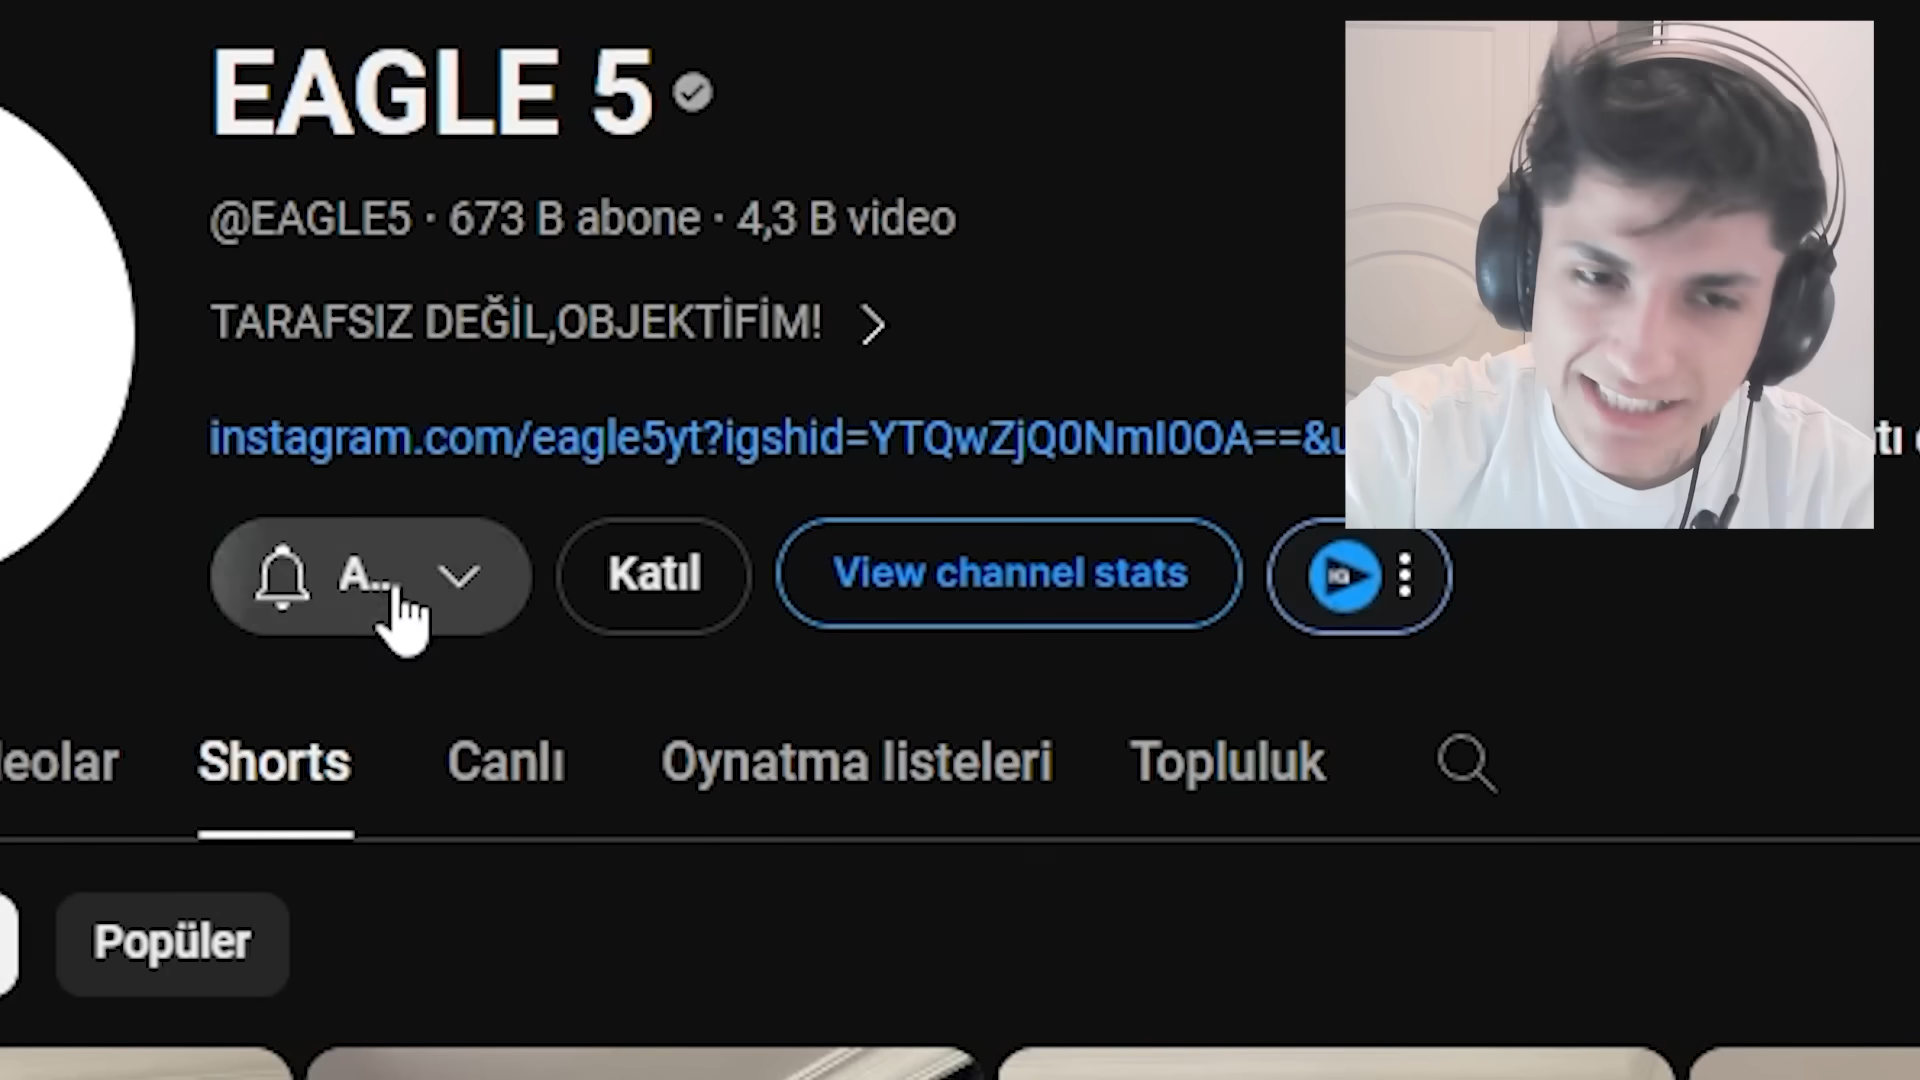 EAGLE 5
@EAGLE5 · 673 B abone · 4,3 B video
TARAFSIZ DEĞİL,OBJEKTİFİM!
instagram.com/eagle5yt?igshid=YTQwZjQ0NmI0OA==&u
A... Katıl View channel stats IQ
Shorts Canlı Oynatma listeleri Topluluk
Popüler